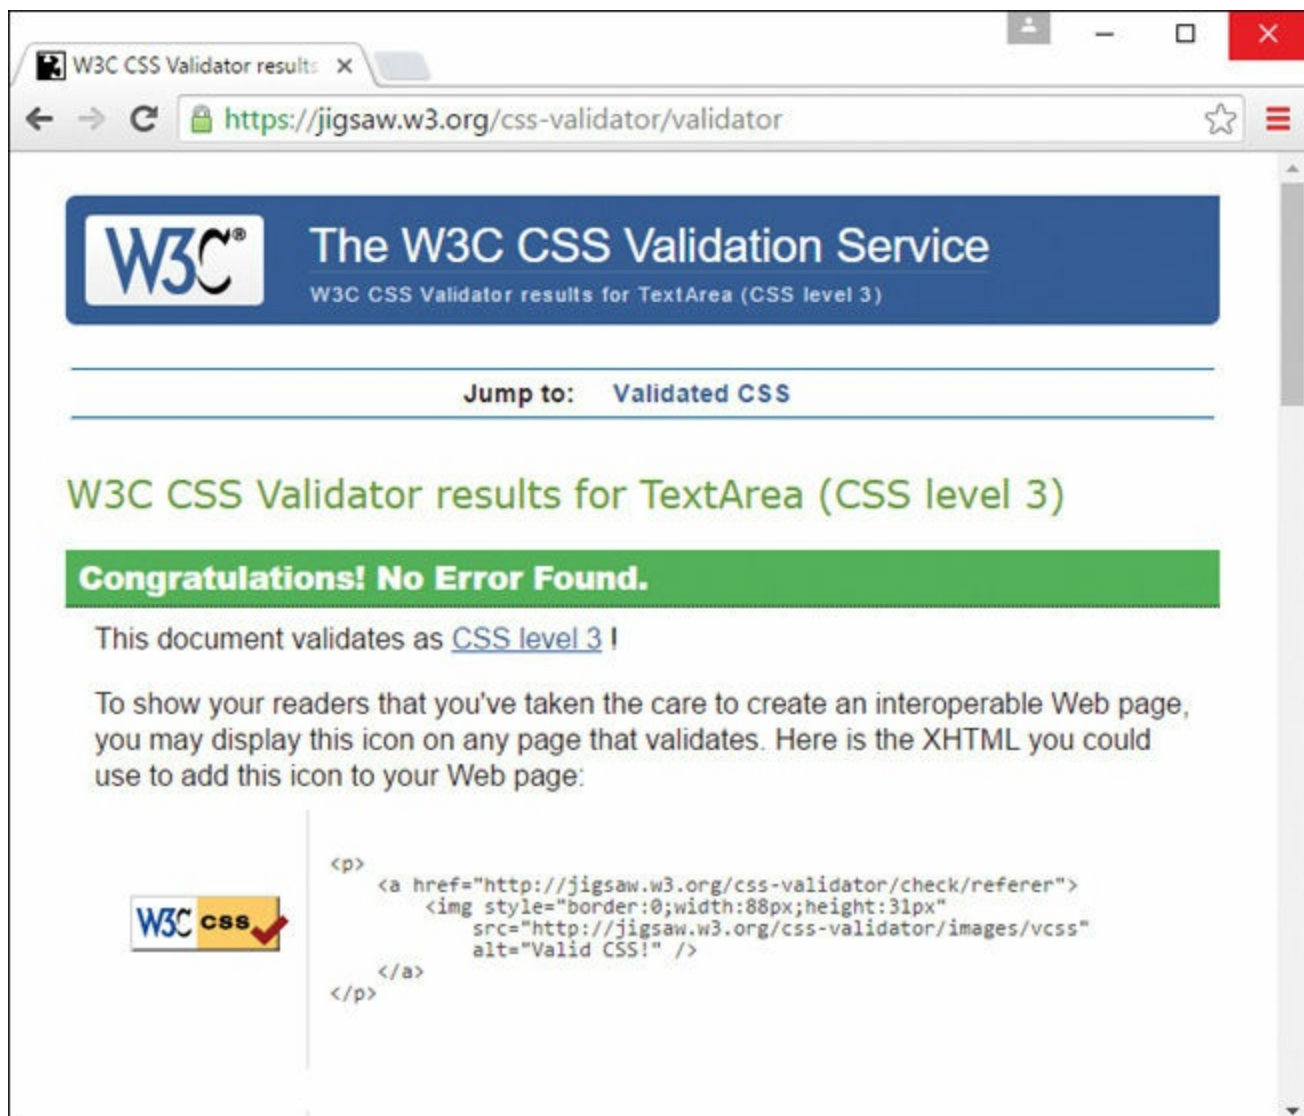 W3C CSS Validator results
https://jigsaw.w3.org/css-validator/validator
W3C®
The W3C CSS Validation Service
W3C CSS Validator results for TextArea (CSS level 3)
Jump to: Validated CSS
W3C CSS Validator results for TextArea (CSS level 3)
Congratulations! No Error Found.
This document validates as CSS level 3 !
To show your readers that you've taken the care to create an interoperable Web page,
you may display this icon on any page that validates. Here is the XHTML you could
use to add this icon to your Web page:
W3C css
<p>
<a href="http://jigsaw.w3.org/css-validator/check/referer">
<img style="border:0;width:88px;height:31px"
src="http://jigsaw.w3.org/css-validator/images/vcss"
alt="Valid CSS!" />
</a>
</p>